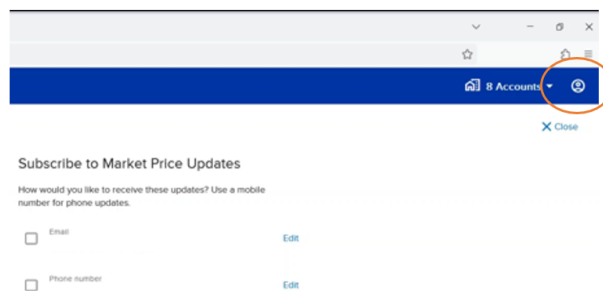 8 Accounts
Close
Subscribe to Market Price Updates
How would you like to receive these updates? Use a mobile
number for phone updates.
Email
Edit
Phone number
Edit